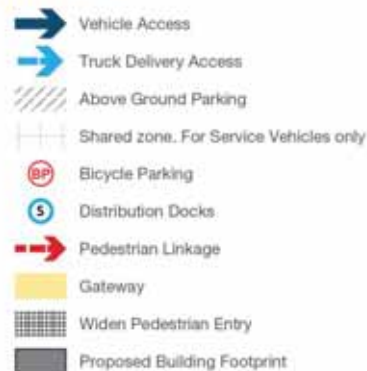 Vehicle Access
Truck Delivery Access
Above Ground Parking
Shared zone. For Service Vehicles only
BP Bicycle Parking
S Distribution Docks
Pedestrian Linkage
Gateway
Widen Pedestrian Entry
Proposed Building Footprint